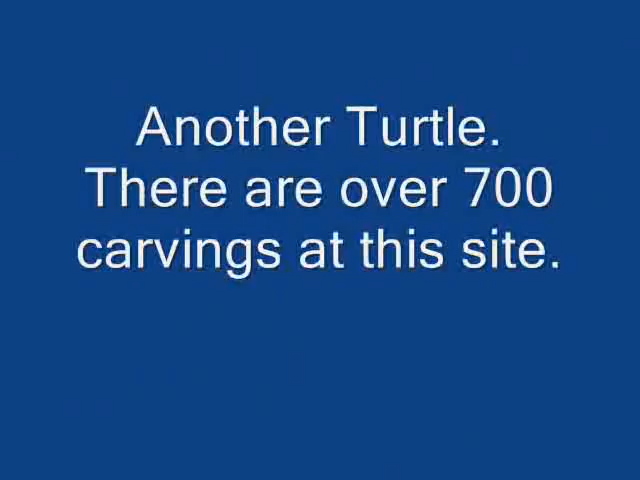 Another Turtle.
There are over 700
carvings at this site.